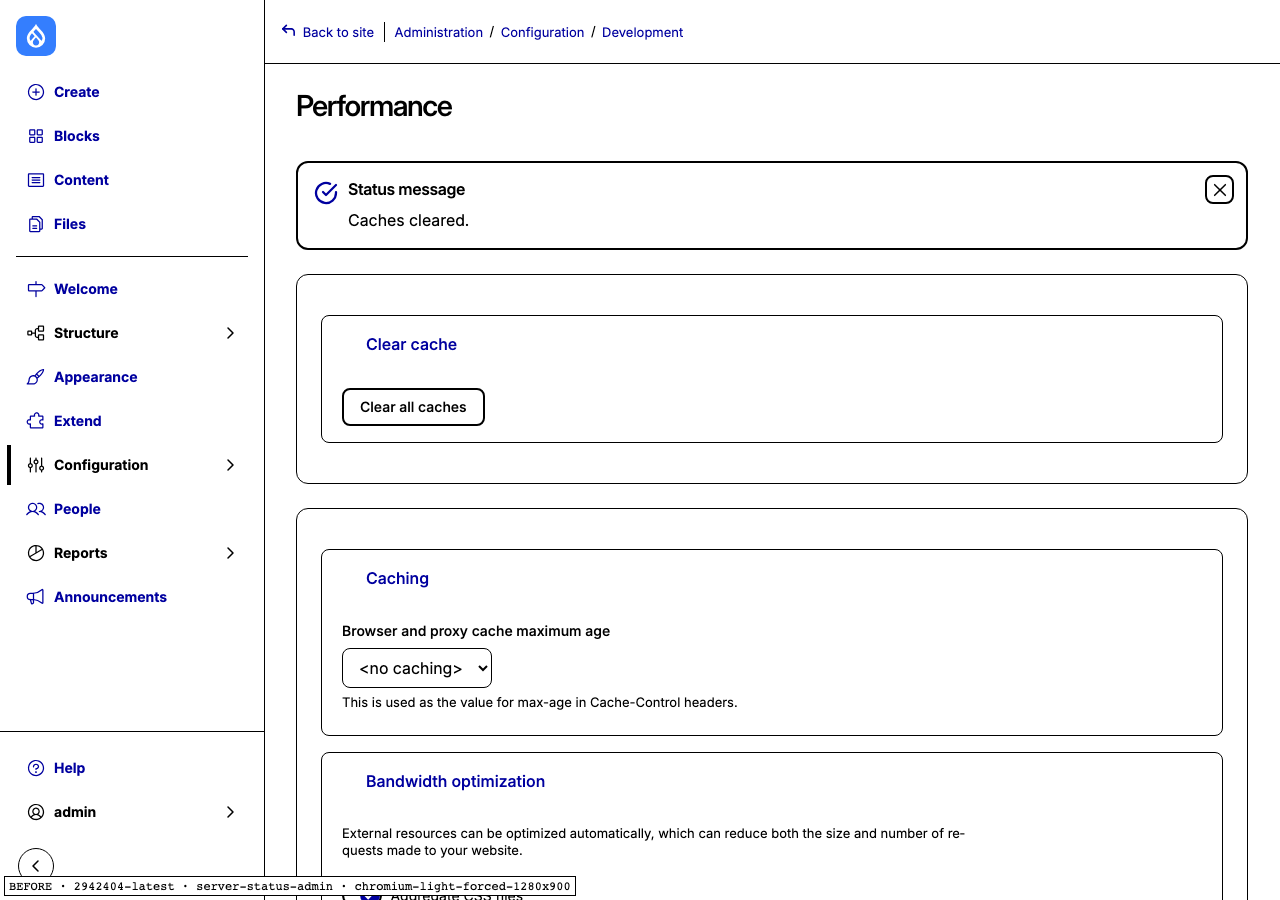 Back to site
Administration / Configuration / Development
Create
Blocks
Content
Files
Welcome
Structure
Appearance
Extend
Configuration
People
Reports
Announcements
Help
admin
Performance
Status message
Caches cleared.
Clear cache
Clear all caches
Caching
Browser and proxy cache maximum age
<no caching>
This is used as the value for max-age in Cache-Control headers.
Bandwidth optimization
External resources can be optimized automatically, which can reduce both the size and number of re-
quests made to your website.
Aggregate CSS files
BEFORE · 2942404-latest · server-status-admin · chromium-light-forced-1280x900